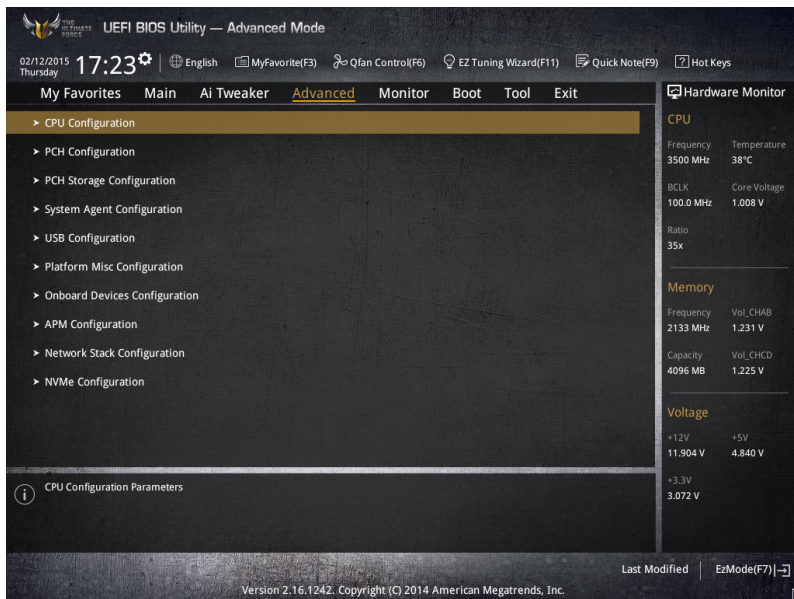 THE ULTIMATE FORCE UEFI BIOS Utility — Advanced Mode
02/12/2015 Thursday 17:23 English MyFavorite(F3) Qfan Control(F6) EZ Tuning Wizard(F11) Quick Note(F9) ? Hot Keys
My Favorites Main Ai Tweaker Advanced Monitor Boot Tool Exit
> CPU Configuration
> PCH Configuration
> PCH Storage Configuration
> System Agent Configuration
> USB Configuration
> Platform Misc Configuration
> Onboard Devices Configuration
> APM Configuration
> Network Stack Configuration
> NVMe Configuration
i CPU Configuration Parameters
Hardware Monitor
CPU
Frequency Temperature
3500 MHz 38°C
BCLK Core Voltage
100.0 MHz 1.008 V
Ratio
35x
Memory
Frequency Vol_CHAB
2133 MHz 1.231 V
Capacity Vol_CHCD
4096 MB 1.225 V
Voltage
+12V +5V
11.904 V 4.840 V
+3.3V
3.072 V
Last Modified EzMode(F7)
Version 2.16.1242. Copyright (C) 2014 American Megatrends, Inc.